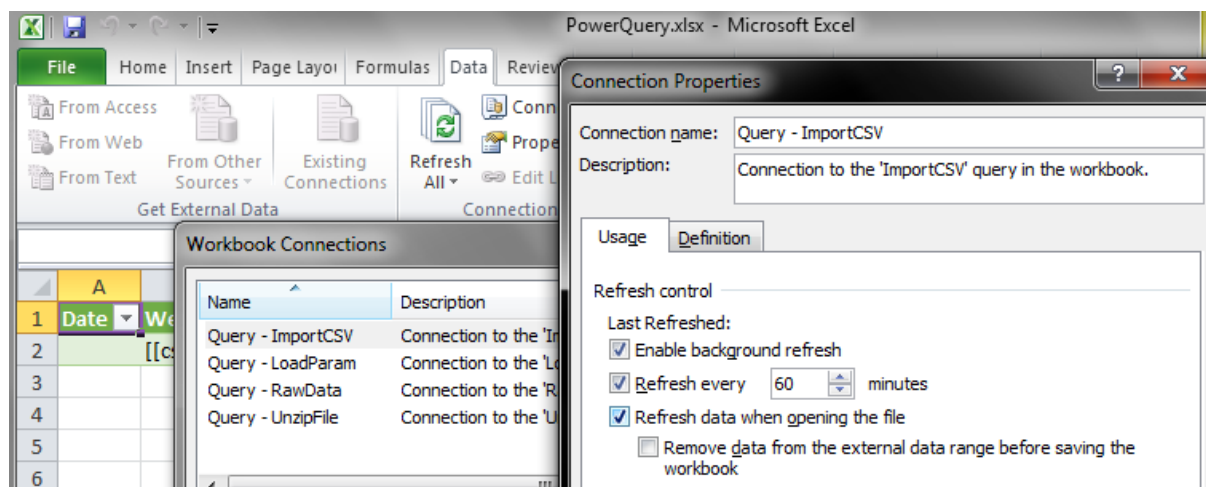 PowerQuery.xlsx - Microsoft Excel
File Home Insert Page Layou Formulas Data Review
From Access
From Web
From Text
From Other
Sources
Existing
Connections
Get External Data
Refresh
All
Conn
Prope
Edit L
Connection
A
1 Date We
2 [[cs
3
4
5
6
Workbook Connections
Name Description
Query - ImportCSV Connection to the 'Im
Query - LoadParam Connection to the 'Lo
Query - RawData Connection to the 'R
Query - UnzipFile Connection to the 'U
Connection Properties
? X
Connection name: Query - ImportCSV
Description: Connection to the 'ImportCSV' query in the workbook.
Usage Definition
Refresh control
Last Refreshed:
Enable background refresh
Refresh every 60 minutes
Refresh data when opening the file
Remove data from the external data range before saving the
workbook